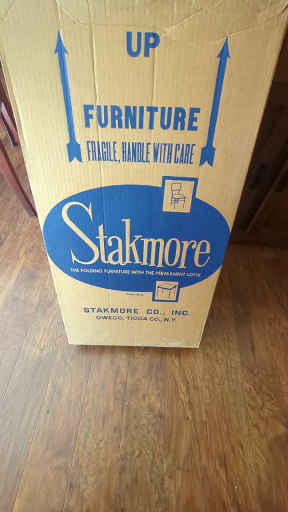 UP
FURNITURE
FRAGILE, HANDLE WITH CARE
Stakmore
THE FOLDING FURNITURE WITH THE PERMANENT LOOK
STAKMORE CO., INC.
OWEGO, TIOGA CO., N.Y.